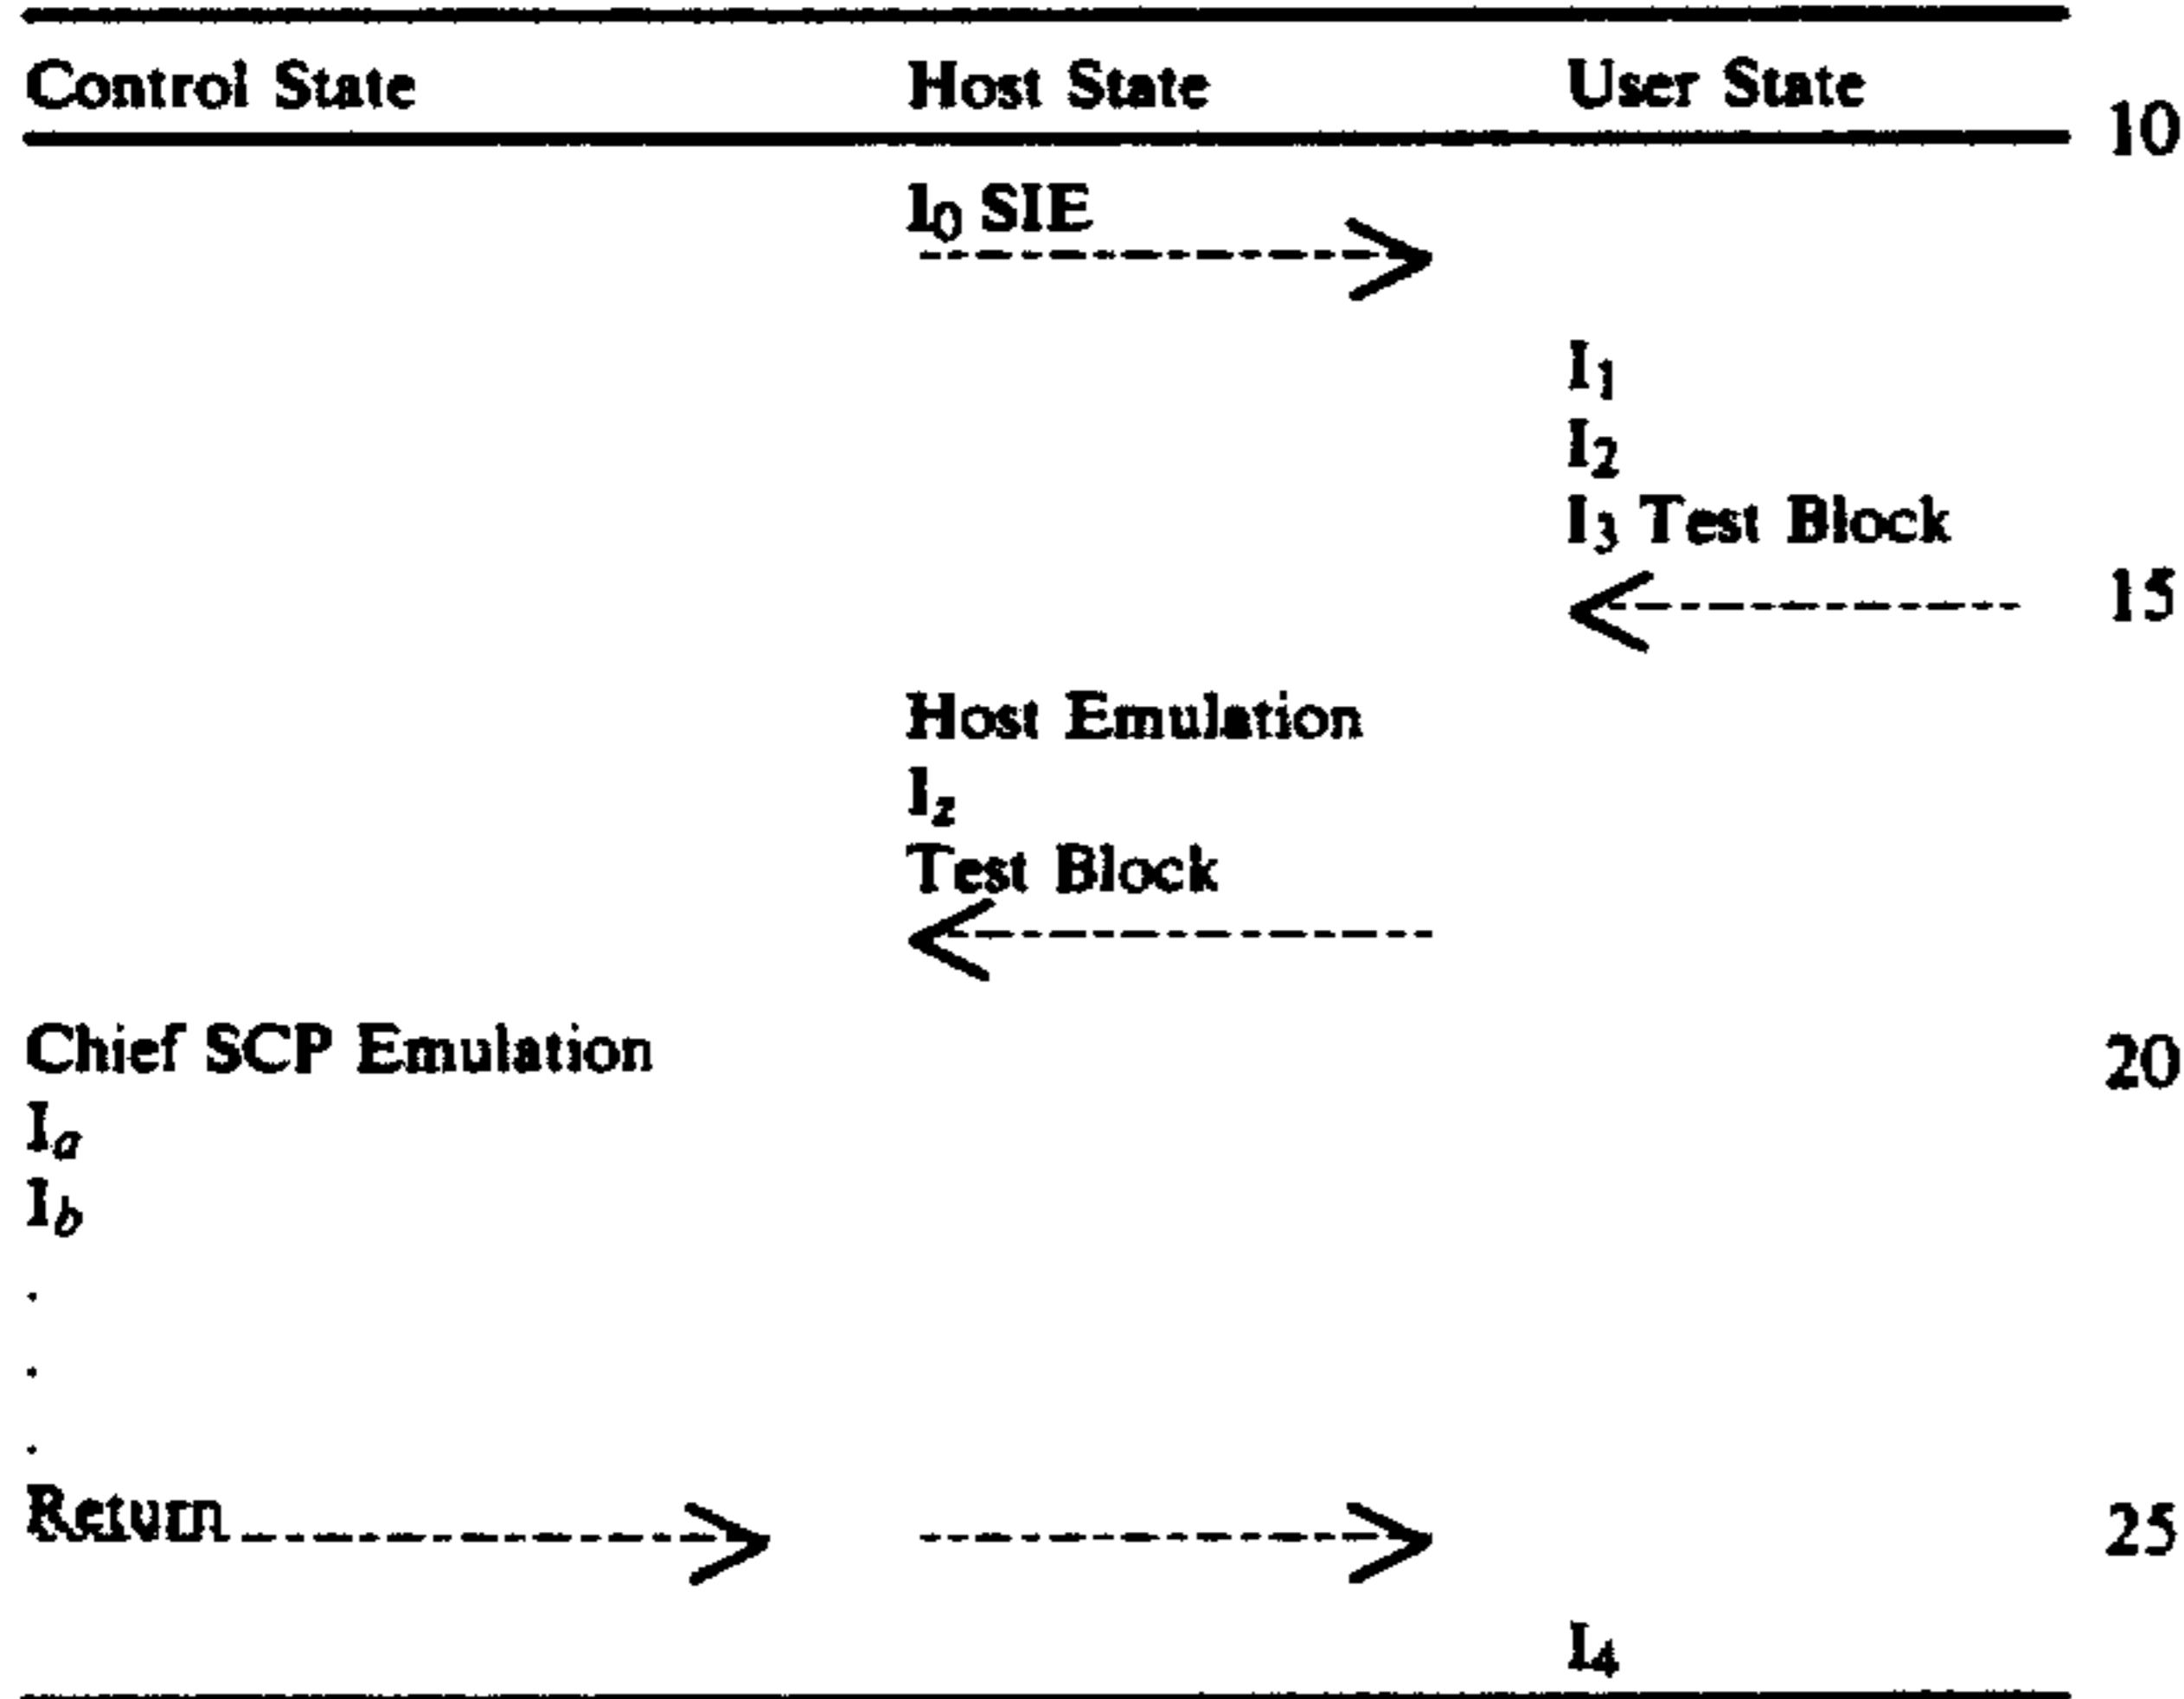 Control State Host State User State
10
I0 SIE
I1
I2
I3 Test Block
15
Host Emulation
Iz
Test Block
Chief SCP Emulation
20
Ia
Ib
.
.
.
Return
25
I4